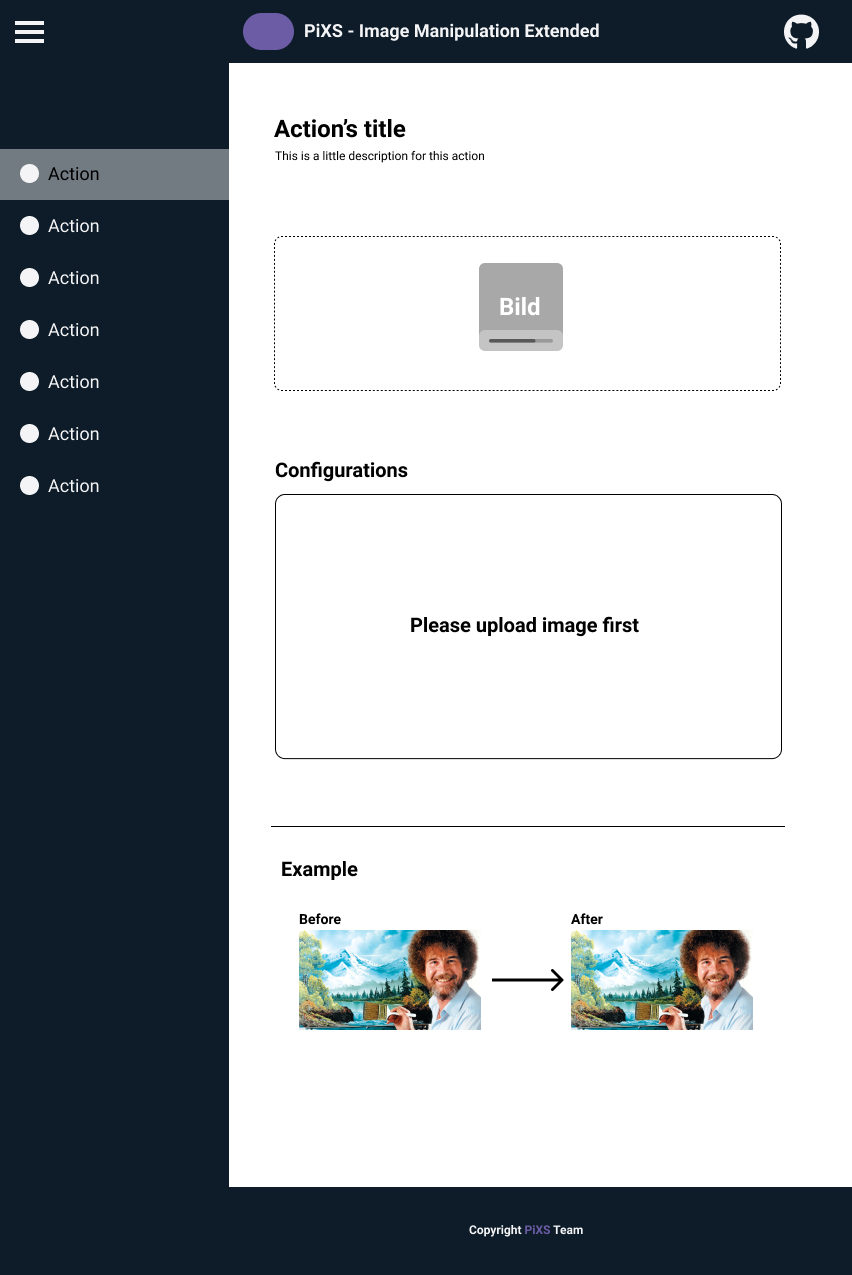 PiXS - Image Manipulation Extended
Action
Action
Action
Action
Action
Action
Action
Action’s title
This is a little description for this action
Bild
Configurations
Please upload image first
Example
Before
After
Copyright PiXS Team